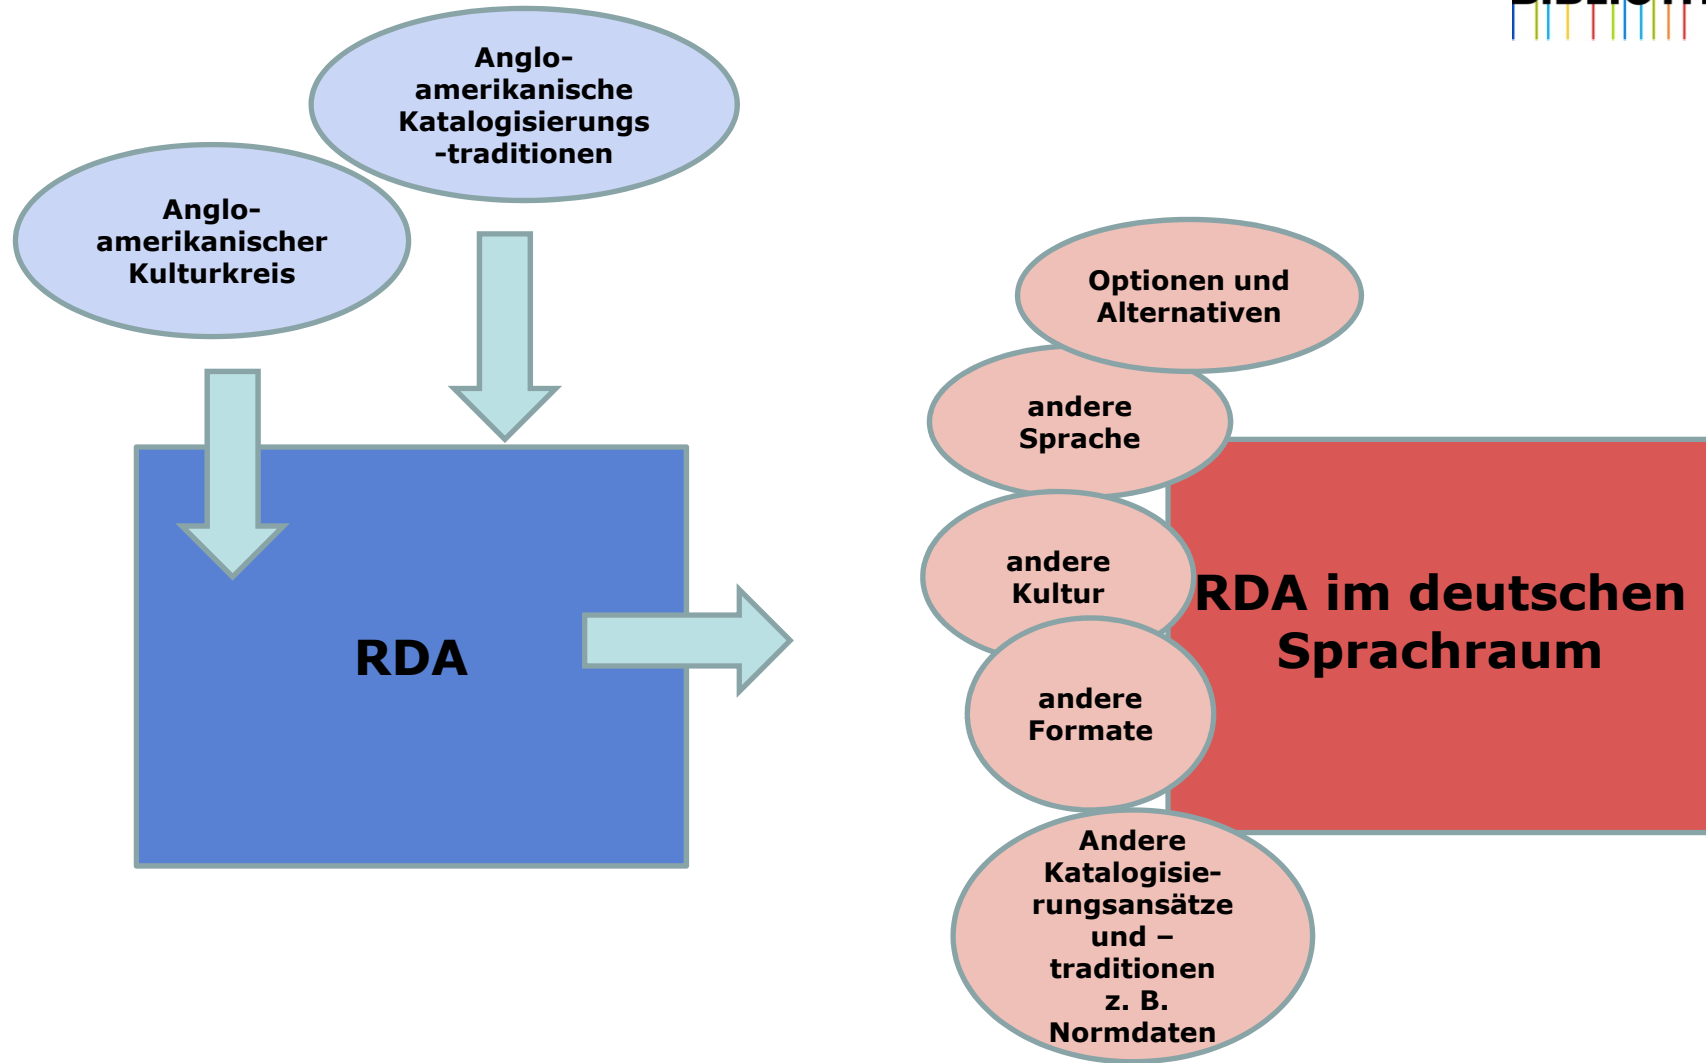 Anglo-
amerikanische
Katalogisierungs
-traditionen
Anglo-
amerikanischer
Kulturkreis
RDA
Optionen und
Alternativen
andere
Sprache
andere
Kultur
andere
Formate
Andere
Katalogisie-
rungsansätze
und –
traditionen
z. B.
Normdaten
RDA im deutschen
Sprachraum